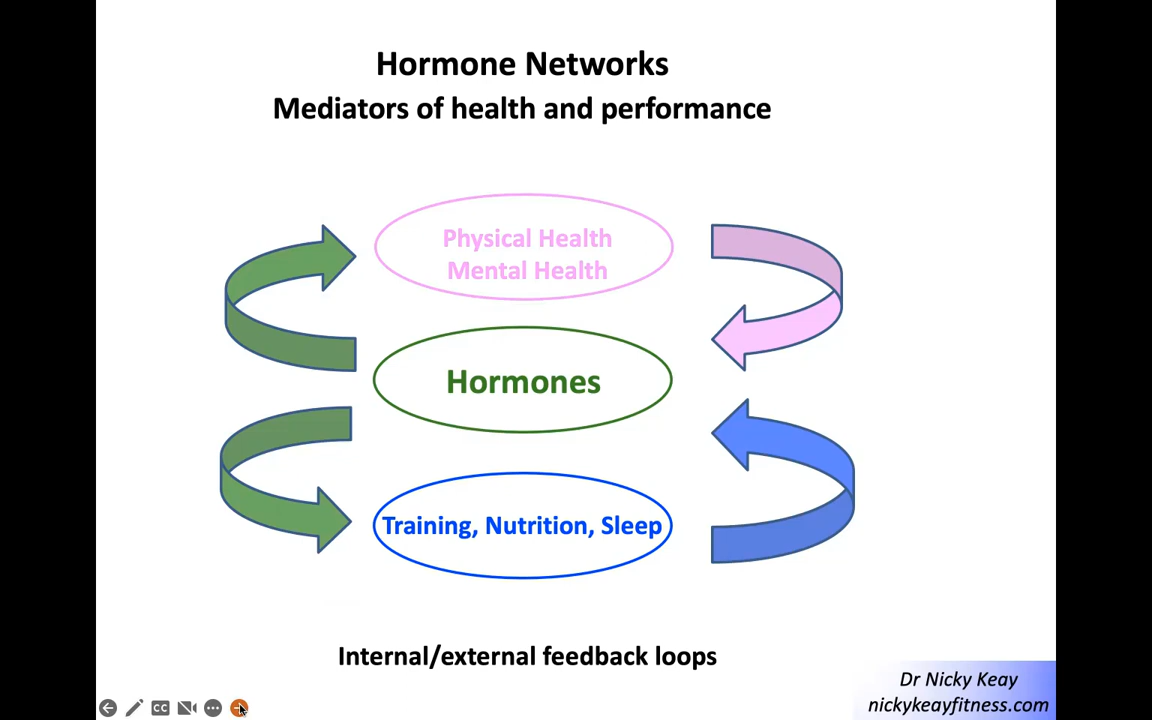 Hormone Networks
Mediators of health and performance
Physical Health
Mental Health
Hormones
Training, Nutrition, Sleep
Internal/external feedback loops
Dr Nicky Keay
nickykeayfitness.com
CC